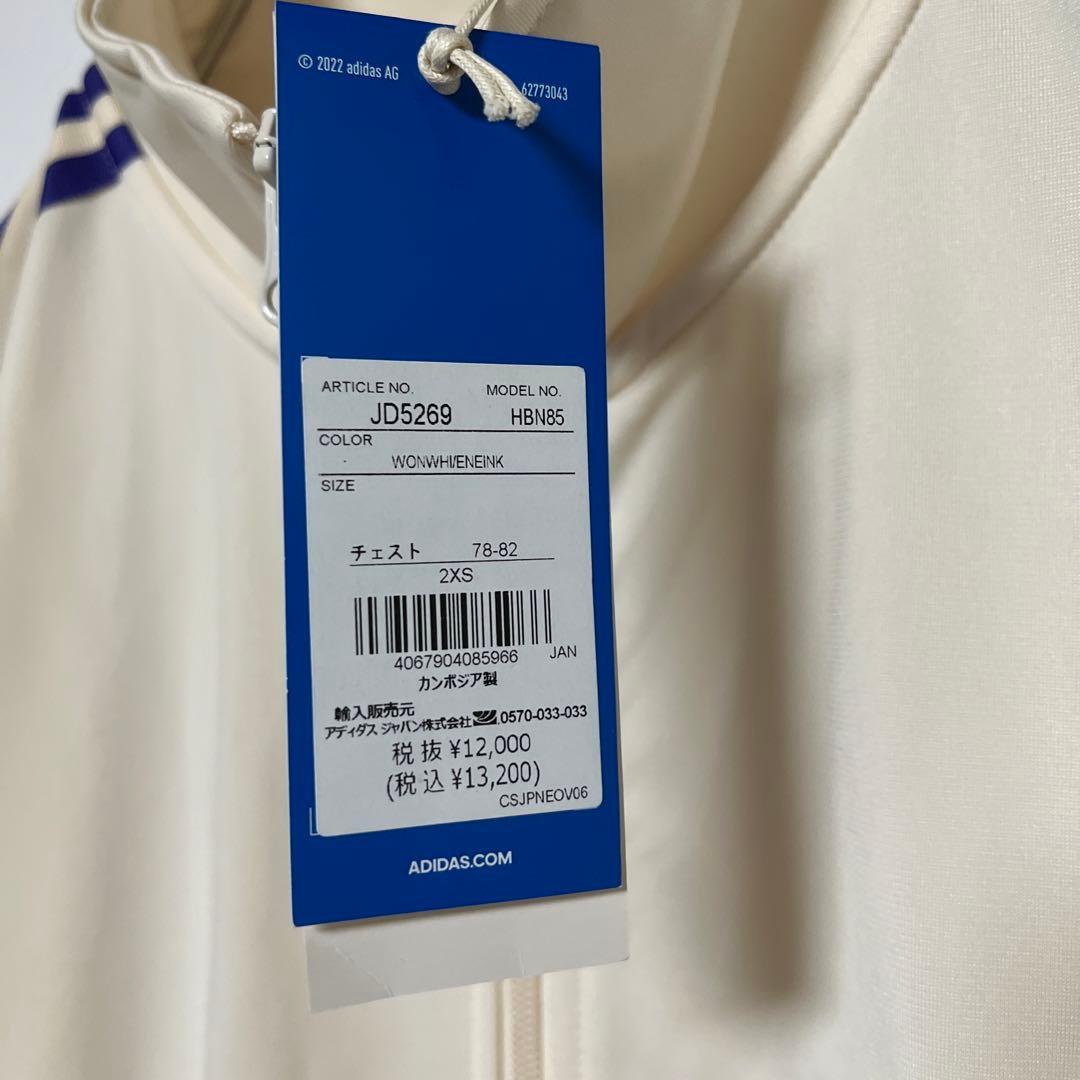 © 2022 adidas AG
62773043
ARTICLE NO. MODEL NO.
JD5269 HBN85
COLOR
WONWHI/ENEINK
SIZE
チェスト 78-82
2XS
4067904085966 JAN
カンボジア製
輸入販売元
アディダス ジャパン株式会社 0570-033-033
税抜 ¥12,000
(税込 ¥13,200)
CSJPNEOV06
ADIDAS.COM